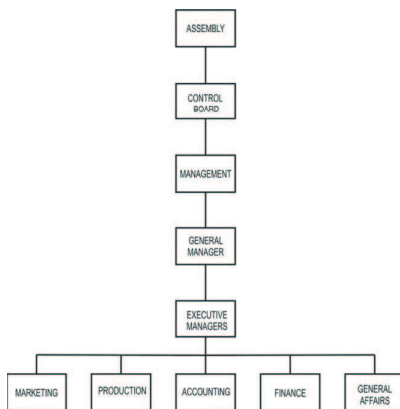 ASSEMBLY
CONTROL
BOARD
MANAGEMENT
GENERAL
MANAGER
EXECUTIVE
MANAGERS
MARKETING
PRODUCTION
ACCOUNTING
FINANCE
GENERAL
AFFAIRS